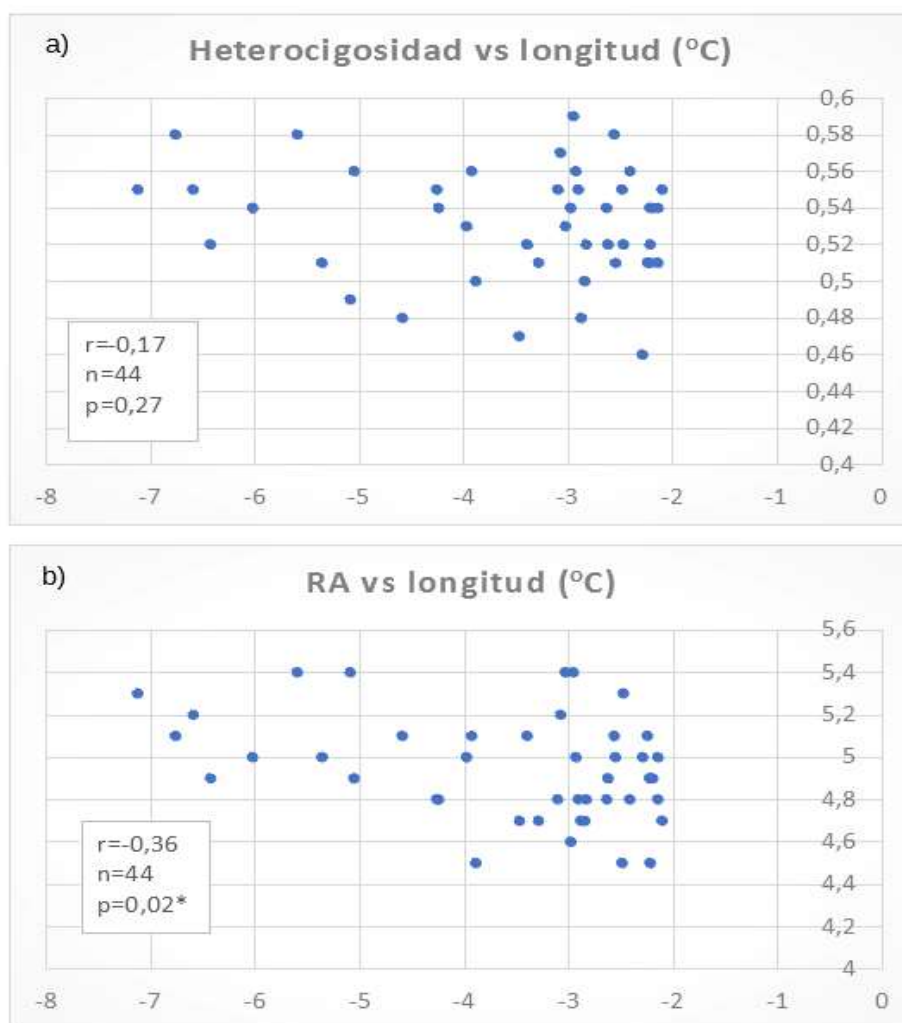 a)
Heterocigosidad vs longitud (ºC)
0,6
0,58
0,56
0,54
0,52
0,5
0,48
0,46
0,44
0,42
0,4
r=-0,17
n=44
p=0,27
-8 -7 -6 -5 -4 -3 -2 -1 0
b)
RA vs longitud (ºC)
5,6
5,4
5,2
5
4,8
4,6
4,4
4,2
4
r=-0,36
n=44
p=0,02*
-8 -7 -6 -5 -4 -3 -2 -1 0